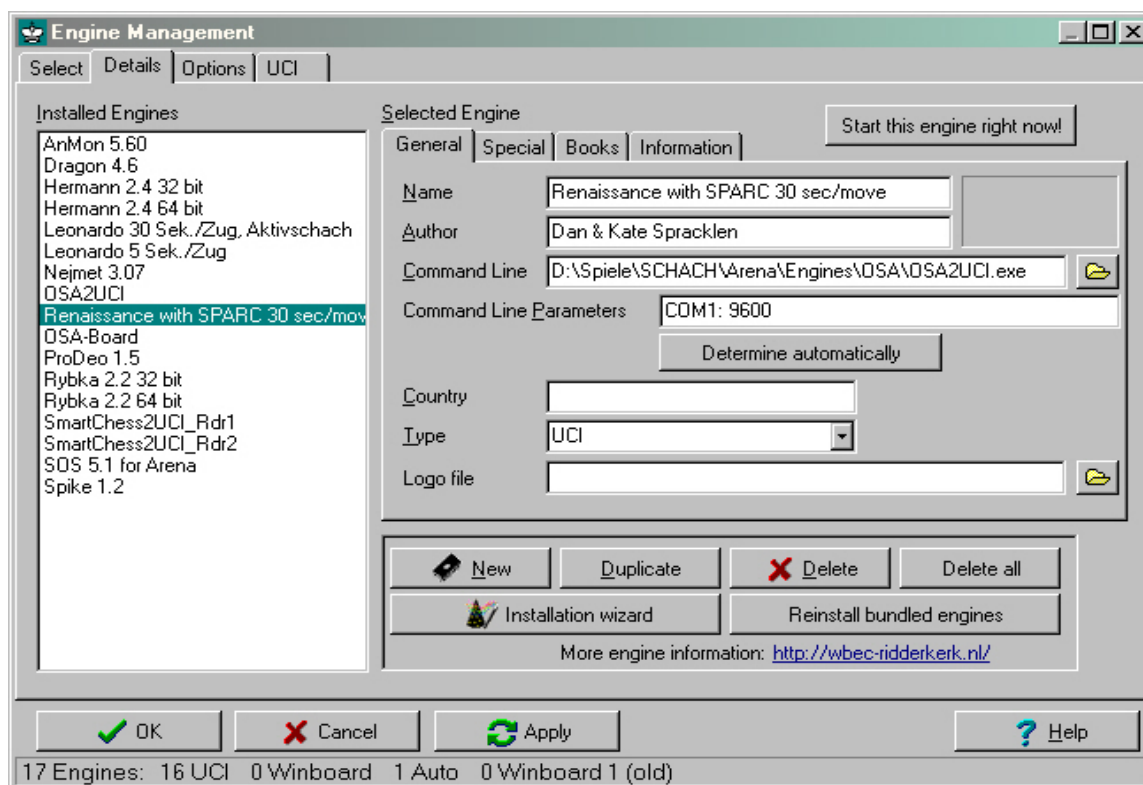 Engine Management
Select Details Options UCI
Installed Engines
AnMon 5.60
Dragon 4.6
Hermann 2.4 32 bit
Hermann 2.4 64 bit
Leonardo 30 Sek./Zug, Aktivschach
Leonardo 5 Sek./Zug
Nejmet 3.07
OSA2UCI
Renaissance with SPARC 30 sec/mov
OSA-Board
ProDeo 1.5
Rybka 2.2 32 bit
Rybka 2.2 64 bit
SmartChess2UCI_Rdr1
SmartChess2UCI_Rdr2
SOS 5.1 for Arena
Spike 1.2
Selected Engine
Start this engine right now!
General Special Books Information
Name Renaissance with SPARC 30 sec/move
Author Dan & Kate Spracklen
Command Line D:\Spiele\SCHACH\Arena\Engines\OSA\OSA2UCI.exe
Command Line Parameters COM1: 9600
Determine automatically
Country
Type UCI
Logo file
New Duplicate Delete Delete all
Installation wizard Reinstall bundled engines
More engine information: http://wbec-ridderkerk.nl/
OK Cancel Apply Help
17 Engines: 16 UCI 0 Winboard 1 Auto 0 Winboard 1 (old)